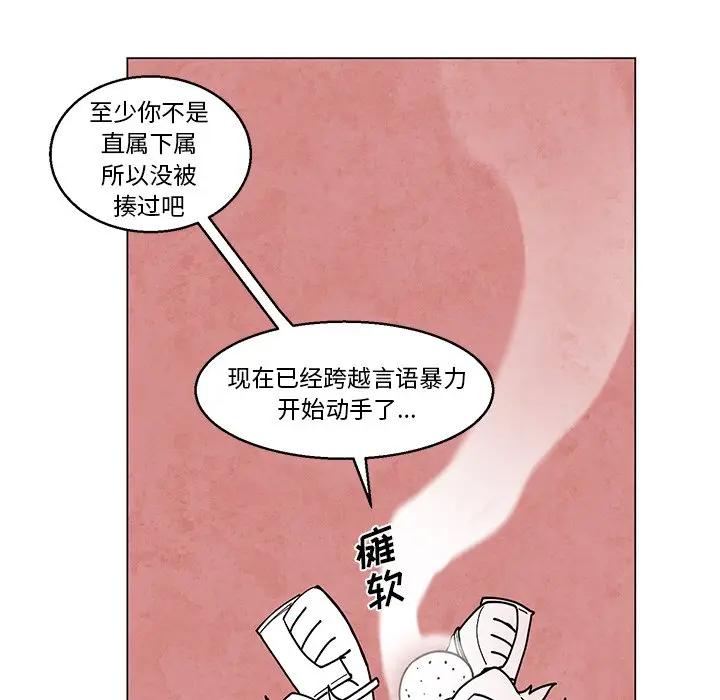 至少你不是
直属下属
所以没被
揍过吧
现在已经跨越言语暴力
开始动手了...
瘫软